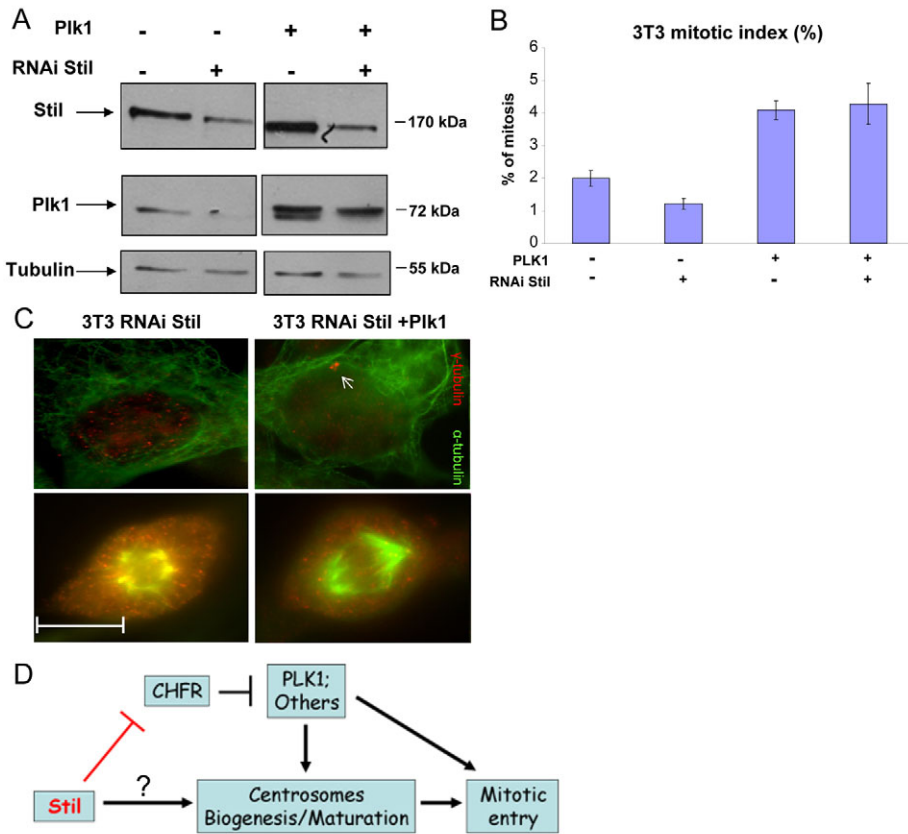 A
Plk1 - - + +
RNAi Stil - + - +
Stil
170 kDa
Plk1
72 kDa
Tubulin
55 kDa
B
3T3 mitotic index (%)
% of mitosis
6
5
4
3
2
1
0
PLK1 - - + +
RNAi Stil - + - +
C
3T3 RNAi Stil
3T3 RNAi Stil +Plk1
γ-tubulin
α-tubulin
D
CHFR
PLK1;
Others
Stil
?
Centrosomes
Biogenesis/Maturation
Mitotic
entry